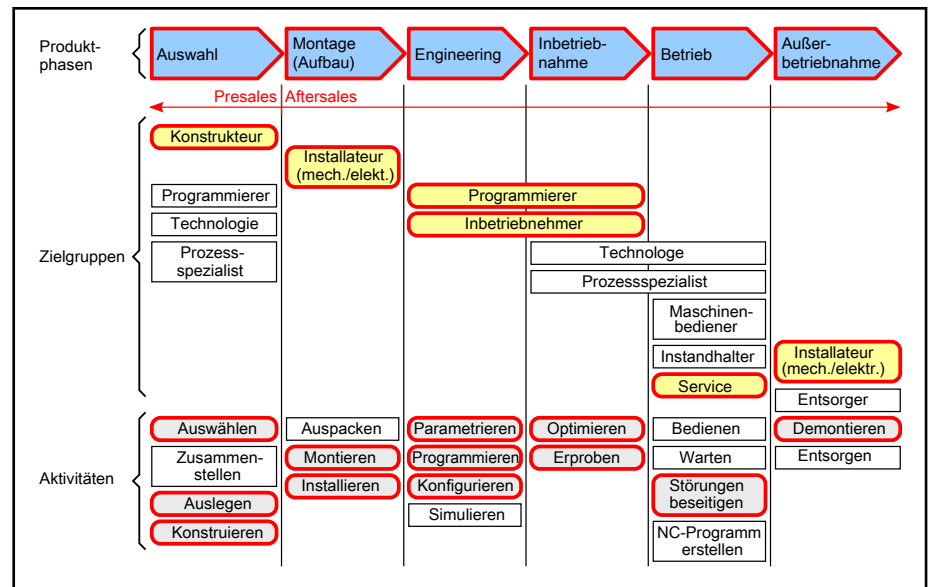 Produkt-
phasen
Auswahl
Montage
(Aufbau)
Engineering
Inbetrieb-
nahme
Betrieb
Außer-
betriebnahme
Presales
Aftersales
Zielgruppen
Konstrukteur
Installateur
(mech./elekt.)
Programmierer
Programmierer
Technologie
Inbetriebnehmer
Prozess-
spezialist
Technologe
Prozessspezialist
Maschinen-
bediener
Instandhalter
Installateur
(mech./elektr.)
Service
Entsorger
Aktivitäten
Auswählen
Auspacken
Parametrieren
Optimieren
Bedienen
Demontieren
Zusammen-
stellen
Montieren
Programmieren
Erproben
Warten
Entsorgen
Auslegen
Installieren
Konfigurieren
Störungen
beseitigen
Konstruieren
Simulieren
NC-Programm
erstellen